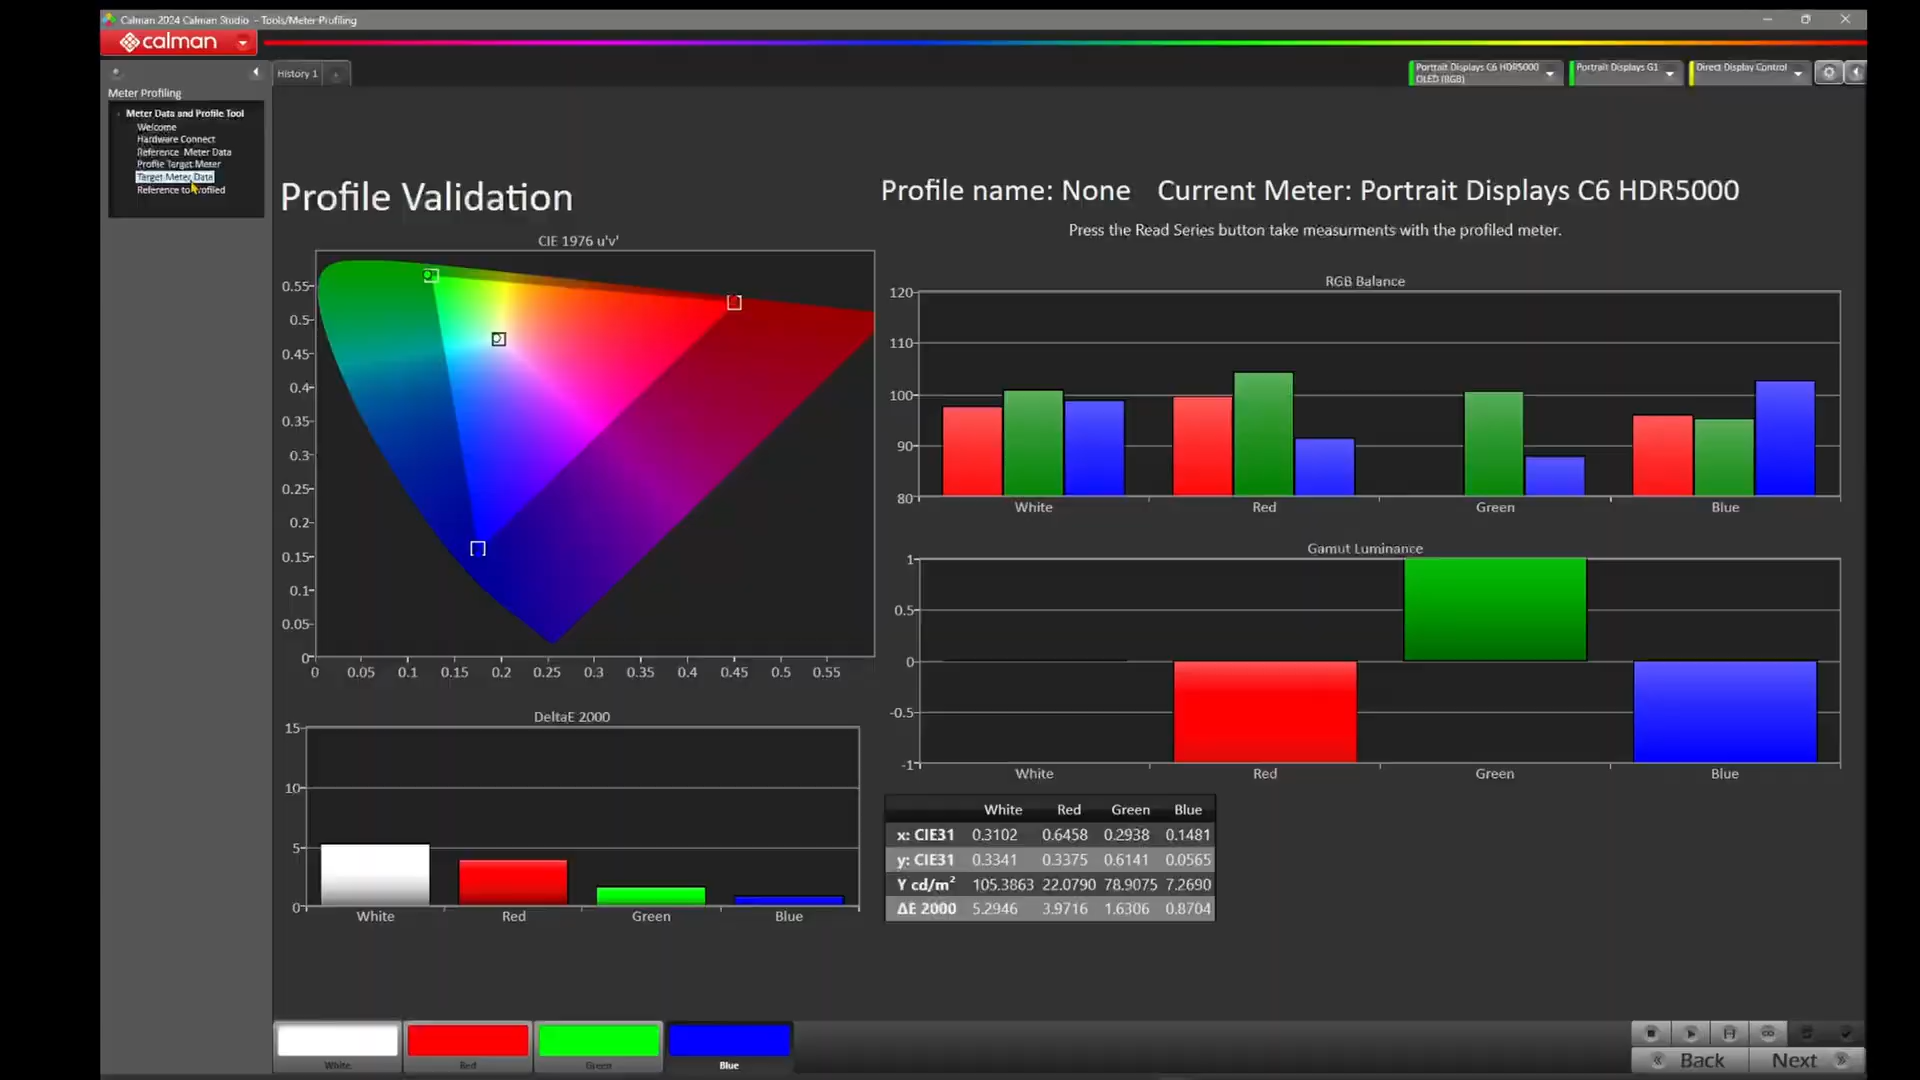 Calman 2024 Calman Studio - Tools/Meter Profiling
calman
History 1
Portrait Displays C6 HDR5000
OLED (RGB)
Portrait Displays G1
Direct Display Control
Meter Profiling
Meter Data and Profile Tool
Welcome
Hardware Connect
Reference Meter Data
Profile Target Meter
Target Meter Data
Reference to Profiled
Profile Validation
Profile name: None Current Meter: Portrait Displays C6 HDR5000
Press the Read Series button take measurments with the profiled meter.
CIE 1976 u'v'
0.55
0.5
0.45
0.4
0.35
0.3
0.25
0.2
0.15
0.1
0.05
0
0 0.05 0.1 0.15 0.2 0.25 0.3 0.35 0.4 0.45 0.5 0.55
RGB Balance
120
110
100
90
80
White Red Green Blue
Gamut Luminance
1
0.5
0
-0.5
-1
White Red Green Blue
DeltaE 2000
15
10
5
0
White Red Green Blue
White Red Green Blue
x: CIE31 0.3102 0.6458 0.2938 0.1481
y: CIE31 0.3341 0.3375 0.6141 0.0565
Y cd/m² 105.3863 22.0790 78.9075 7.2690
ΔE 2000 5.2946 3.9716 1.6306 0.8704
White Red Green Blue
Back Next